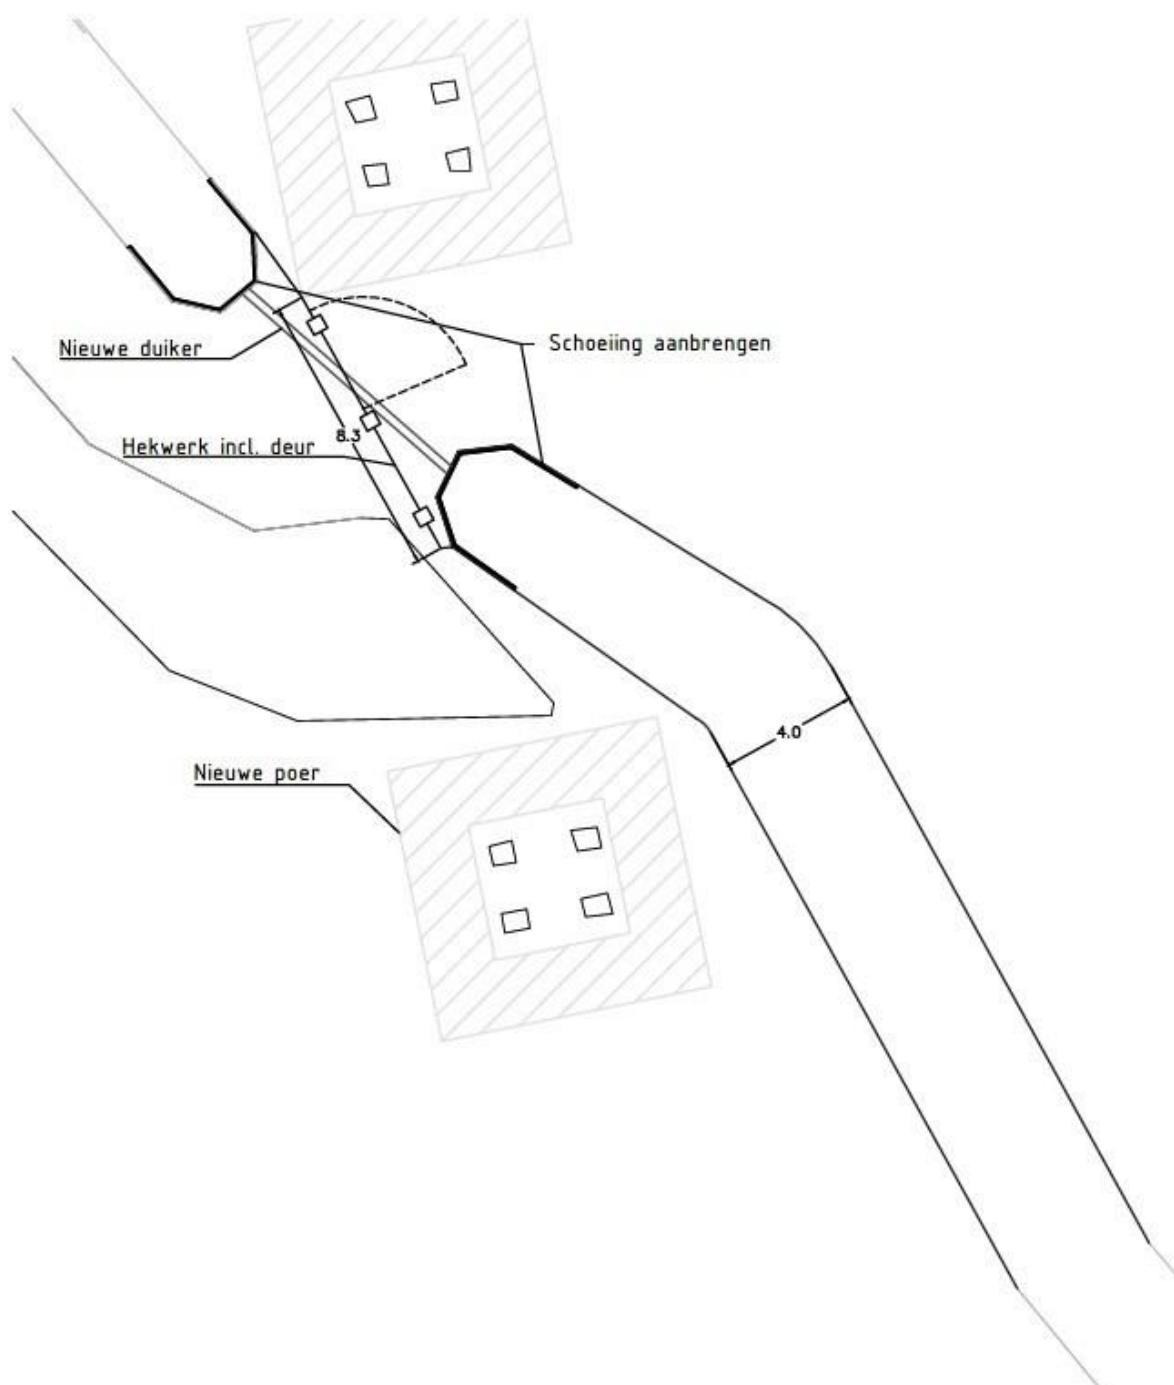 Nieuwe duiker
Schoeiing aanbrengen
8.3
Hekwerk incl. deur
4.0
Nieuwe poer